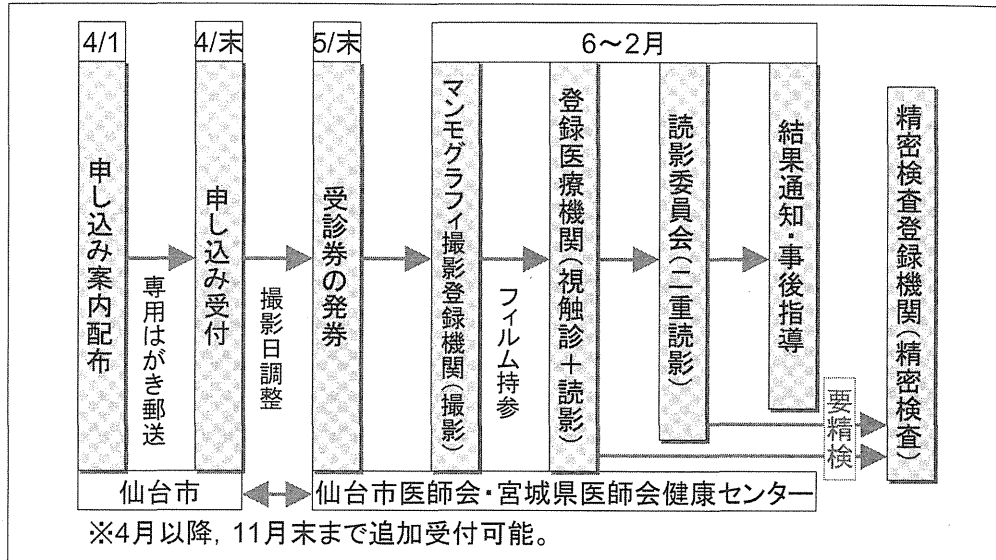 4/1
4/末
5/末
6～2月
申し込み案内配布
専用はがき郵送
申し込み受付
撮影日調整
受診券の発券
マンモグラフィ撮影登録機関(撮影)
フィルム持参
登録医療機関(視触診＋読影)
読影委員会(二重読影)
結果通知・事後指導
要精検
精密検査登録機関(精密検査)
仙台市
仙台市医師会・宮城県医師会健康センター
※4月以降，11月末まで追加受付可能。